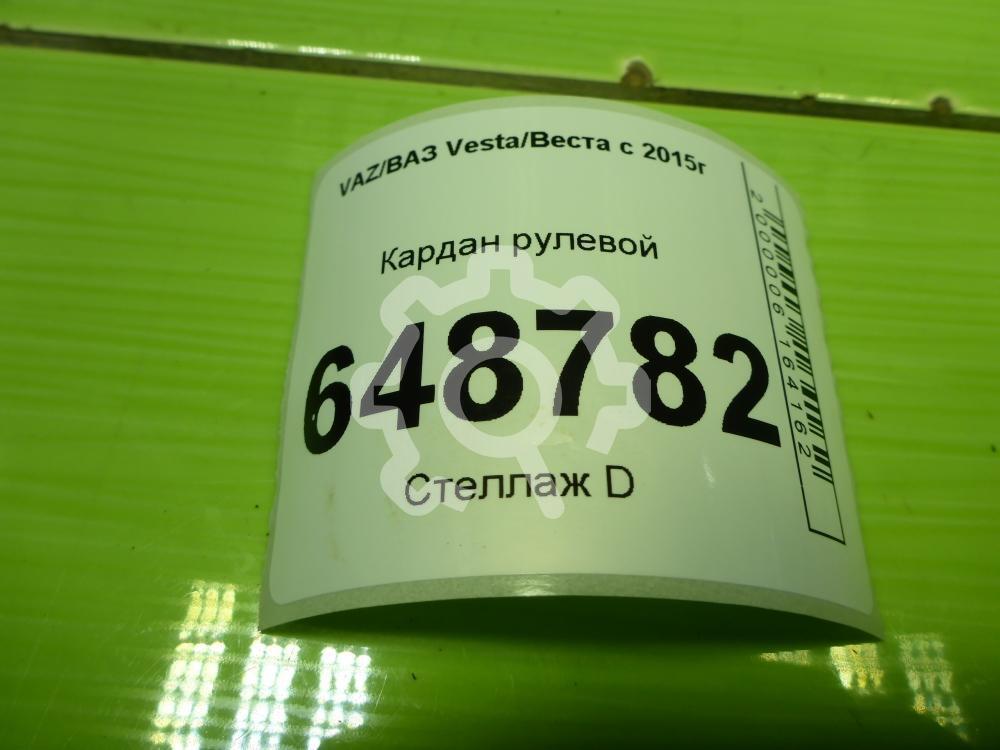 VAZ/ВАЗ Vesta/Веста с 2015г
Кардан рулевой
648782
Стеллаж D
2000006164162